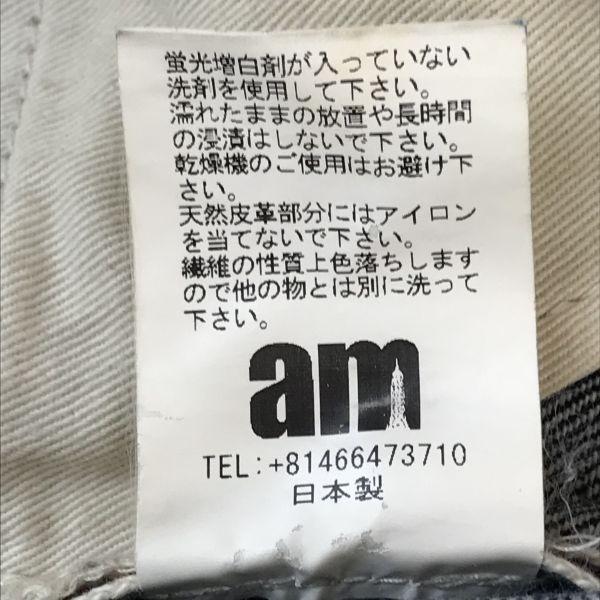 蛍光増白剤が入っていない
洗剤を使用して下さい。
濡れたままの放置や長時間
の浸漬はしないで下さい。
乾燥機のご使用はお避け下
さい。
天然皮革部分にはアイロン
を当てないで下さい。
繊維の性質上色落ちします
ので他の物とは別に洗って
下さい。
am
TEL:+81466473710
日本製